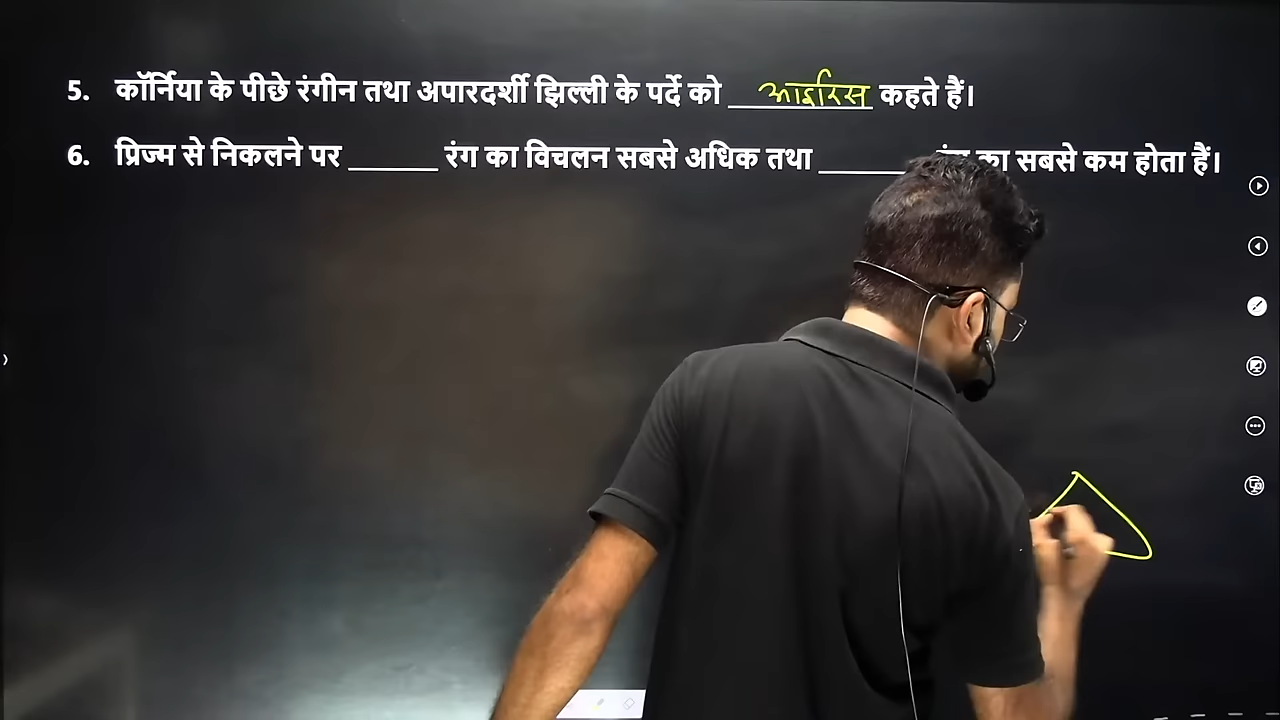 5. कॉर्निया के पीछे रंगीन तथा अपारदर्शी झिल्ली के पर्दे को आइरिस कहते हैं।
6. प्रिज्म से निकलने पर ______ रंग का विचलन सबसे अधिक तथा ______ का सबसे कम होता हैं।